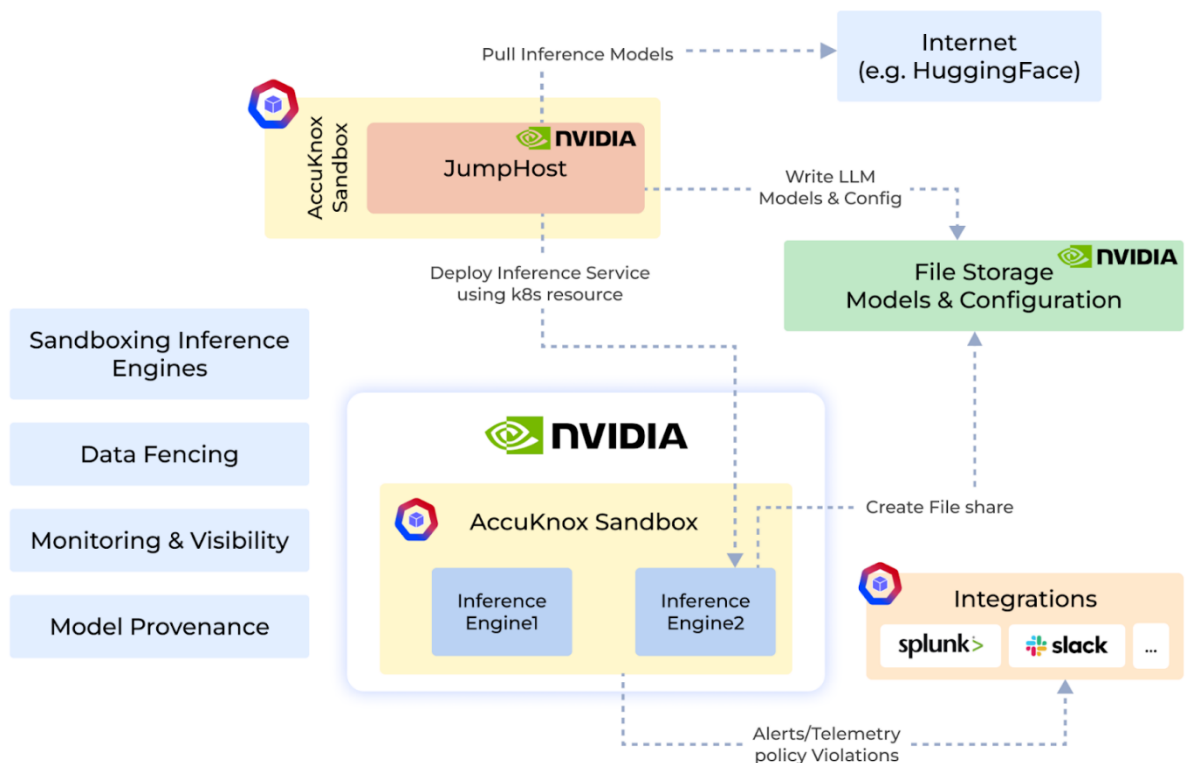 Pull Inference Models
Internet
(e.g. HuggingFace)
AccuKnox
Sandbox
NVIDIA
JumpHost
Write LLM
Models & Config
Deploy Inference Service
using k8s resource
NVIDIA
File Storage
Models & Configuration
Sandboxing Inference
Engines
Data Fencing
Monitoring & Visibility
Model Provenance
NVIDIA
AccuKnox Sandbox
Inference
Engine1
Inference
Engine2
Create File share
Integrations
splunk>
slack
...
Alerts/Telemetry
policy Violations